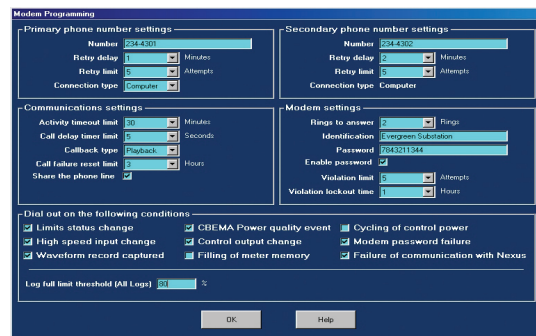 Modem Programming
Primary phone number settings
Number 234-4301
Retry delay 1 Minutes
Retry limit 5 Attempts
Connection type Computer
Secondary phone number settings
Number 234-4302
Retry delay 2 Minutes
Retry limit 5 Attempts
Connection type Computer
Communications settings
Activity timeout limit 30 Minutes
Call delay timer limit 5 Seconds
Callback type Playback
Call failure reset limit 3 Hours
Share the phone line
Modem settings
Rings to answer 2 Rings
Identification Evergreen Substation
Password 7843211344
Enable password
Violation limit 5 Attempts
Violation lockout time 1 Hours
Dial out on the following conditions
Limits status change CBEMA Power quality event Cycling of control power
High speed input change Control output change Modem password failure
Waveform record captured Filling of meter memory Failure of communication with Nexus
Log full limit threshold (All Logs) 80 %
OK Help